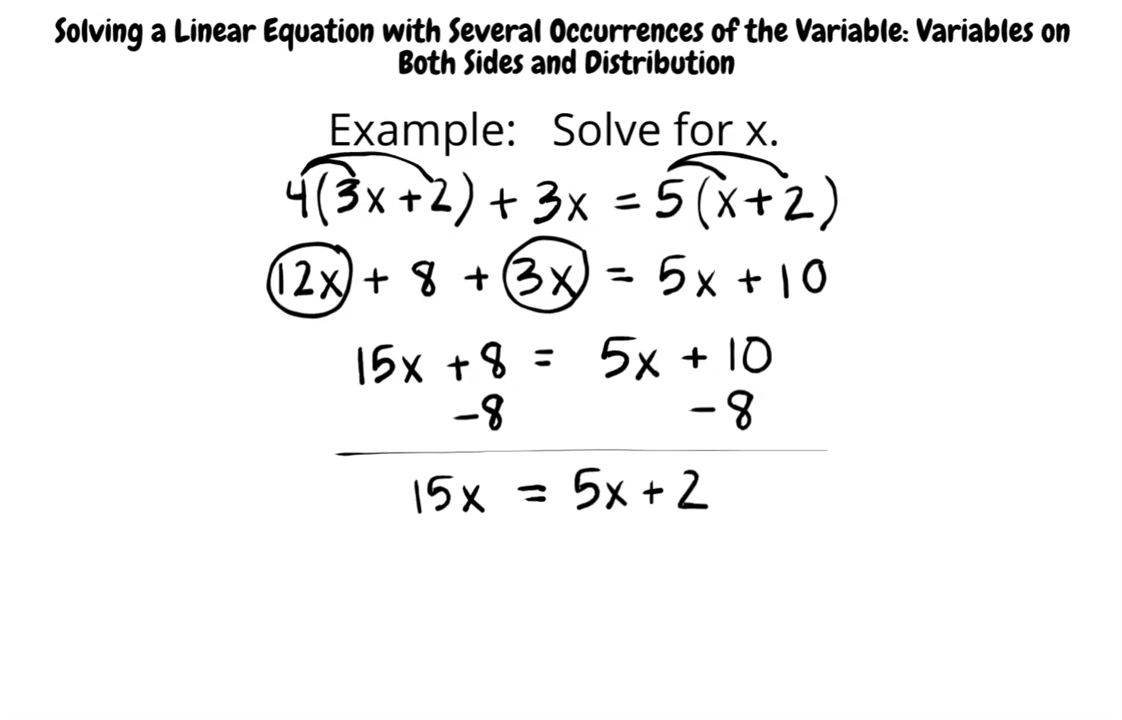 Solving a Linear Equation with Several Occurrences of the Variable: Variables on
Both Sides and Distribution
Example: Solve for x.
4(3x+2) + 3x = 5(x+2)
12x + 8 + 3x = 5x + 10
15x + 8 = 5x + 10
-8 -8
15x = 5x + 2